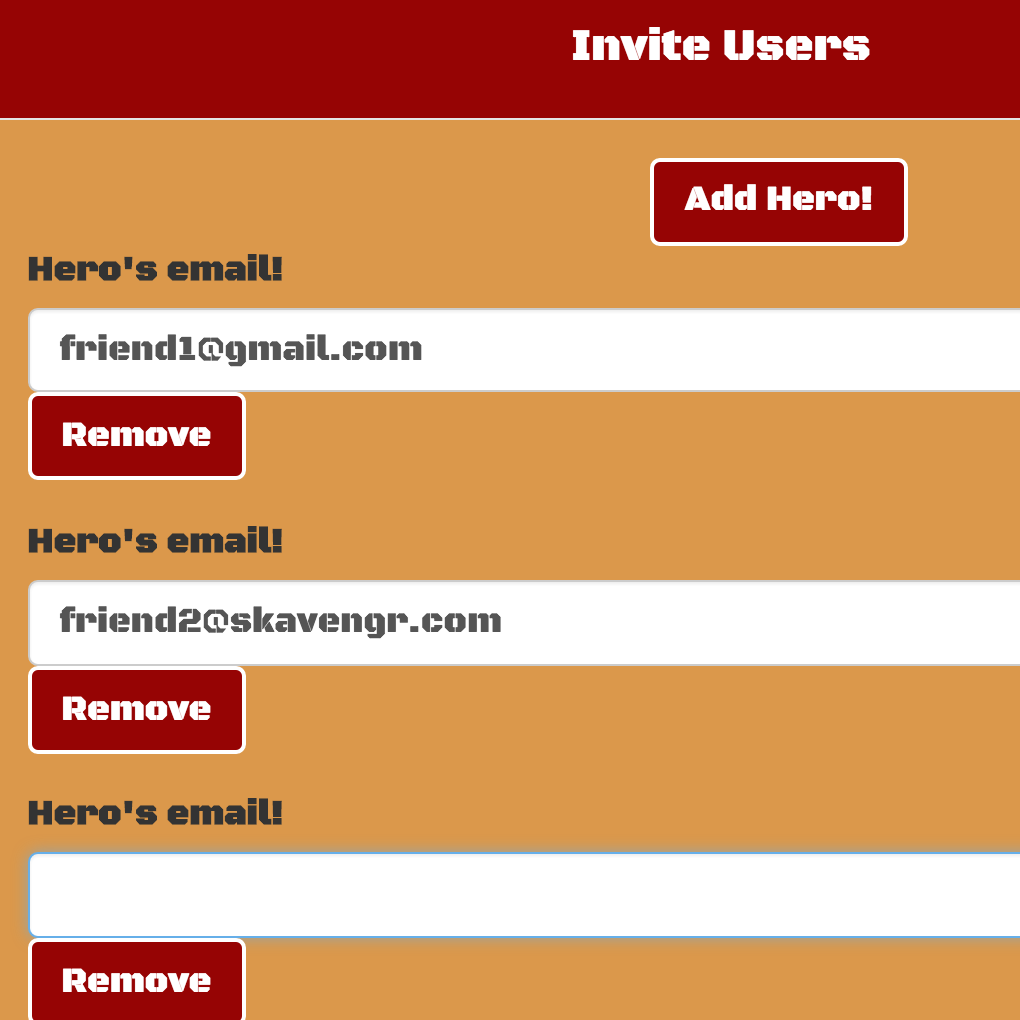 Invite Users
Add Hero!
Hero's email!
friend1@gmail.com
Remove
Hero's email!
friend2@skavengr.com
Remove
Hero's email!
Remove